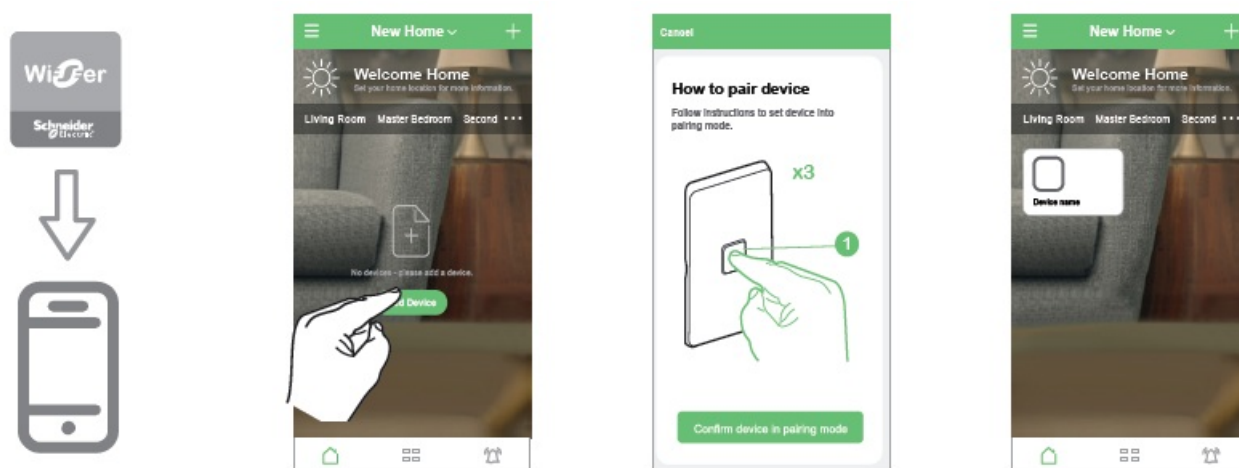 Wiser
Schneider
Electric
New Home
Welcome Home
Set your home location for more information.
Living Room Master Bedroom Second ···
No devices - please add a device.
Device
Cancel
How to pair device
Follow instructions to set device into
pairing mode.
x3
1
Confirm device in pairing mode
New Home
Welcome Home
Set your home location for more information.
Living Room Master Bedroom Second ···
Device name